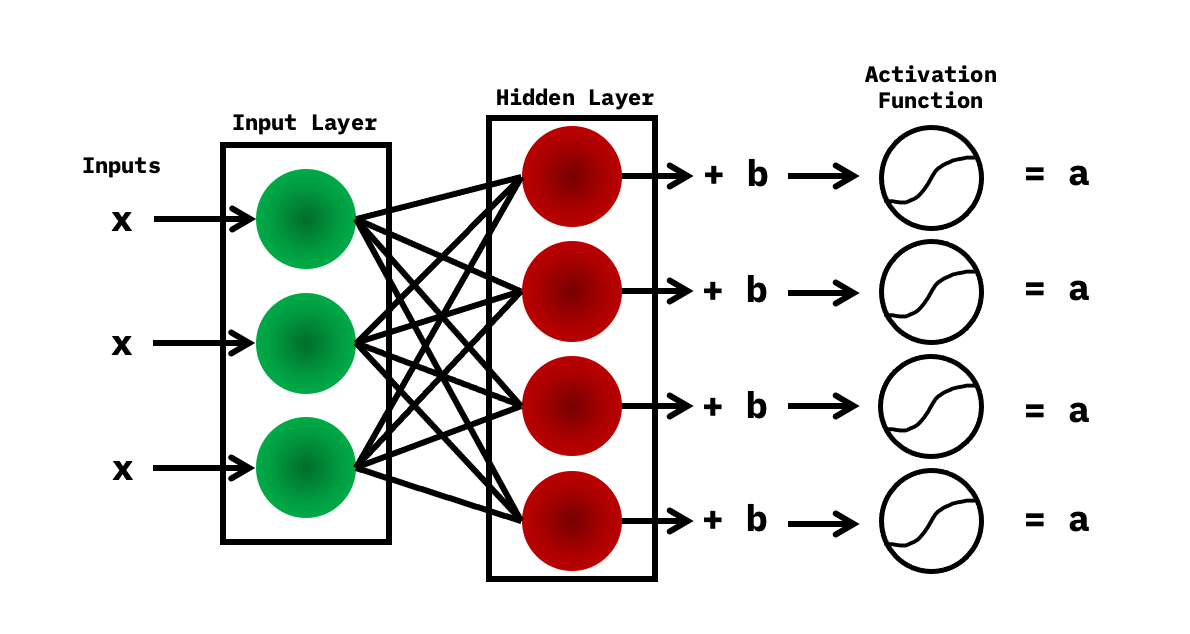 Activation
Function
Hidden Layer
Input Layer
Inputs
x
+ b
= a
x
+ b
= a
x
+ b
= a
+ b
= a